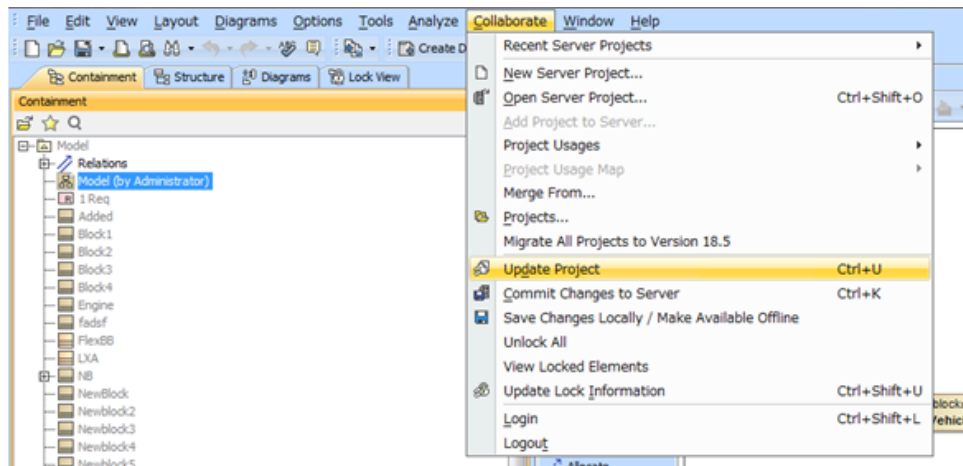 File Edit View Layout Diagrams Options Tools Analyze Collaborate Window Help
Create D
Containment Structure Diagrams Lock View
Containment
Model
Relations
Model (by Administrator)
1 Req
Added
Block1
Block2
Block3
Block4
Engine
fadsf
FlexBB
LXA
NB
NewBlock
Newblock2
Newblock3
Newblock4
Newblock5
Recent Server Projects
New Server Project...
Open Server Project... Ctrl+Shift+O
Add Project to Server...
Project Usages
Project Usage Map
Merge From...
Projects...
Migrate All Projects to Version 18.5
Update Project Ctrl+U
Commit Changes to Server Ctrl+K
Save Changes Locally / Make Available Offline
Unlock All
View Locked Elements
Update Lock Information Ctrl+Shift+U
Login Ctrl+Shift+L
Logout
Allocate